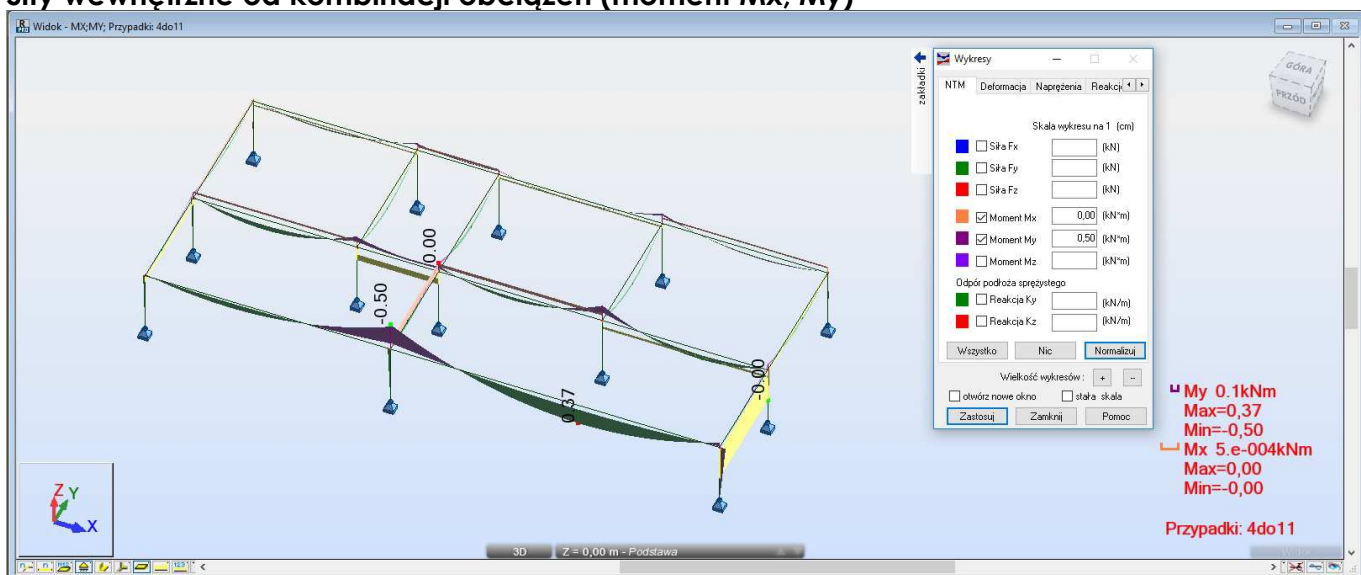 siły wewnętrzne od kombinacji obciążeń (moment Mx, My)
Widok - MX;MY; Przypadki: 4do11
zakładki
Wykresy
NTM Deformacja Naprężenia Reakcje
Skala wykresu na 1 (cm)
Siła Fx (kN)
Siła Fy (kN)
Siła Fz (kN)
Moment Mx 0,00 (kN*m)
Moment My 0,50 (kN*m)
Moment Mz (kN*m)
Odpór podłoża sprężystego
Reakcja Ky (kN/m)
Reakcja Kz (kN/m)
Wszystko Nic Normalizuj
Wielkość wykresów : + -
otwórz nowe okno stała skala
Zastosuj Zamknij Pomoc
GÓRA
PRZÓD
0.00
-0.50
0.37
-0.00
My 0.1kNm
Max=0,37
Min=-0,50
Mx 5.e-004kNm
Max=0,00
Min=-0,00
Przypadki: 4do11
Z Y
X
3D Z = 0,00 m - Podstawa
Widok